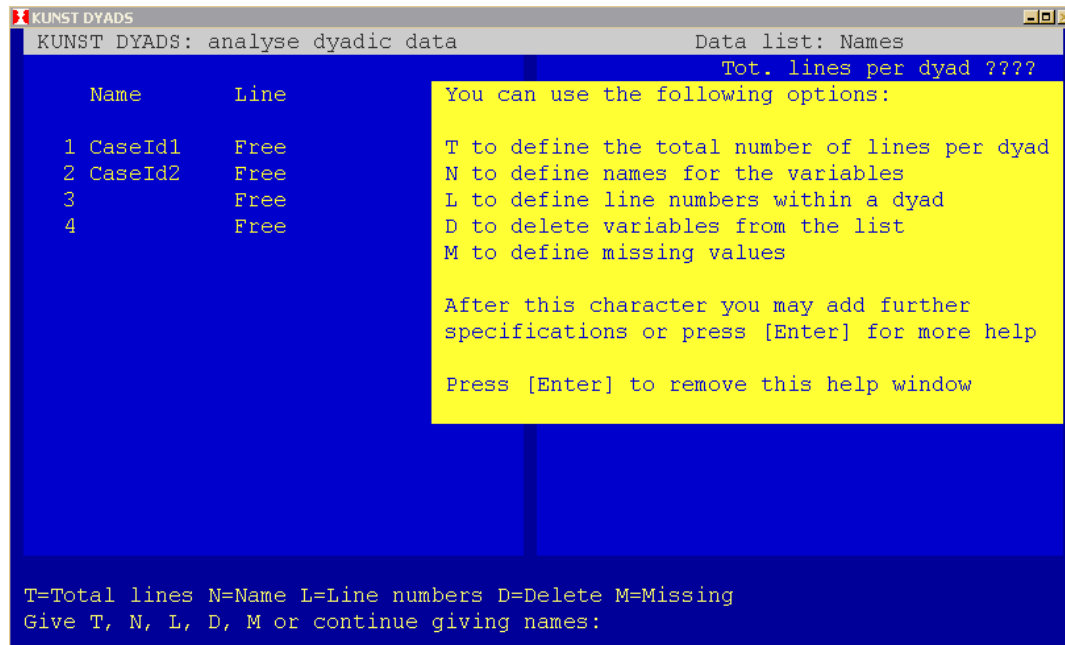 KUNST DYADS
KUNST DYADS: analyse dyadic data Data list: Names
Tot. lines per dyad ????
Name Line
1 CaseId1 Free
2 CaseId2 Free
3 Free
4 Free
You can use the following options:
T to define the total number of lines per dyad
N to define names for the variables
L to define line numbers within a dyad
D to delete variables from the list
M to define missing values
After this character you may add further
specifications or press [Enter] for more help
Press [Enter] to remove this help window
T=Total lines N=Name L=Line numbers D=Delete M=Missing
Give T, N, L, D, M or continue giving names: